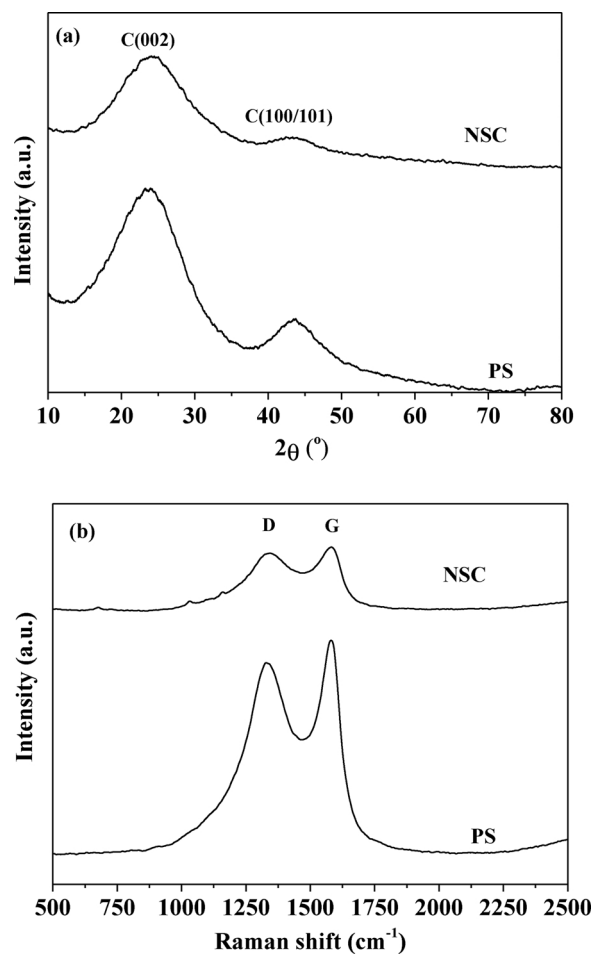 (a)
C(002)
C(100/101)
NSC
PS
Intensity (a.u.)
10 20 30 40 50 60 70 80
2θ (°)
(b)
D G
NSC
PS
Intensity (a.u.)
500 750 1000 1250 1500 1750 2000 2250 2500
Raman shift (cm⁻¹)